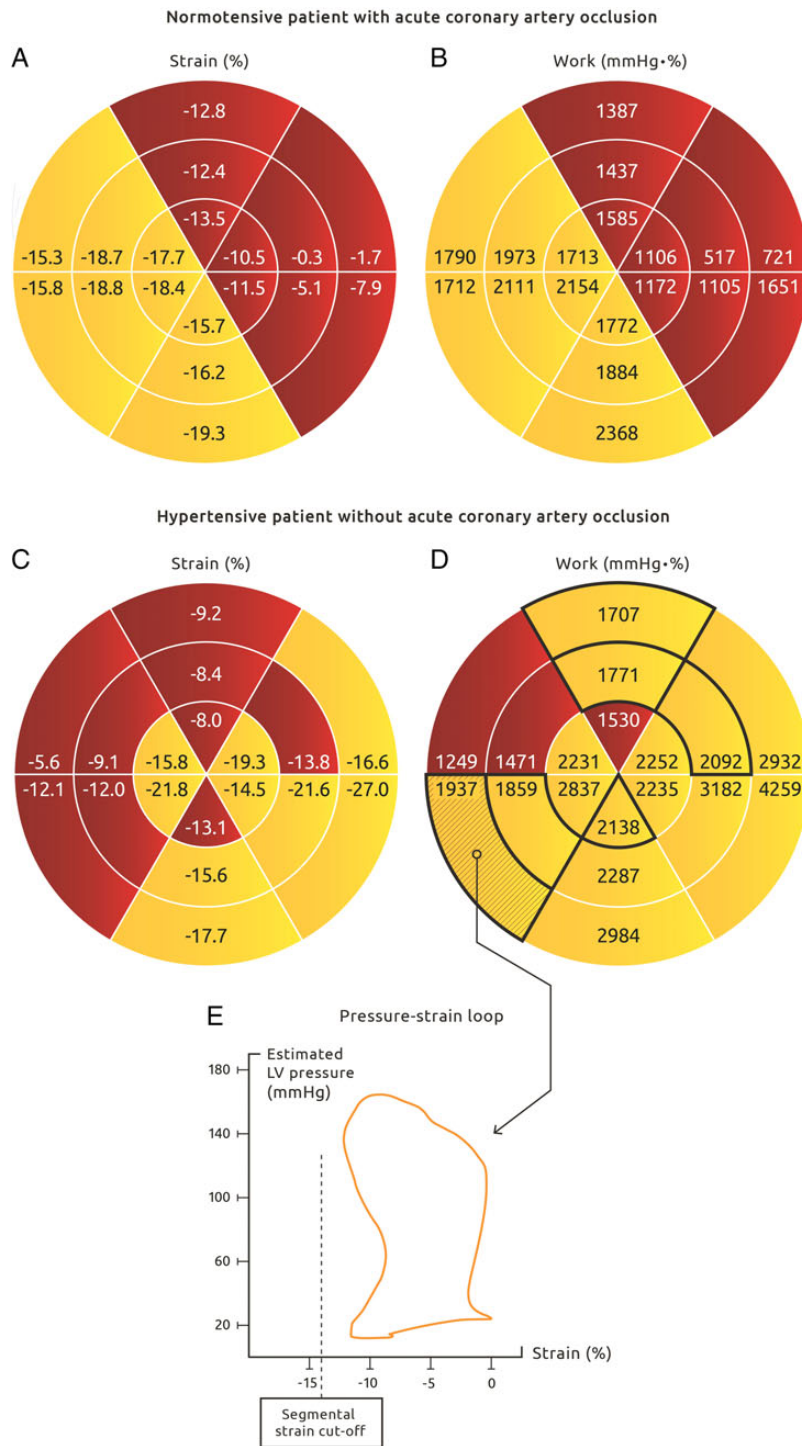 Normotensive patient with acute coronary artery occlusion
A
Strain (%)
B
Work (mmHg•%)
-12.8
-12.4
-13.5
-15.3 -18.7 -17.7 -10.5 -0.3 -1.7
-15.8 -18.8 -18.4 -11.5 -5.1 -7.9
-15.7
-16.2
-19.3
1387
1437
1585
1790 1973 1713 1106 517 721
1712 2111 2154 1172 1105 1651
1772
1884
2368
Hypertensive patient without acute coronary artery occlusion
C
Strain (%)
D
Work (mmHg•%)
-9.2
-8.4
-8.0
-5.6 -9.1 -15.8 -19.3 -13.8 -16.6
-12.1 -12.0 -21.8 -14.5 -21.6 -27.0
-13.1
-15.6
-17.7
1707
1771
1530
1249 1471 2231 2252 2092 2932
1937 1859 2837 2235 3182 4259
2138
2287
2984
E
Pressure-strain loop
Estimated
LV pressure
(mmHg)
180
140
100
60
20
Strain (%)
-15 -10 -5 0
Segmental
strain cut-off